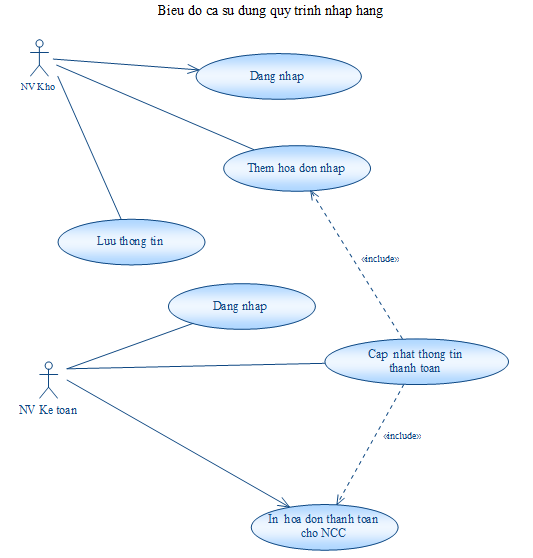 Bieu do ca su dung quy trinh nhap hang
NV Kho
Dang nhap
Them hoa don nhap
Luu thong tin
«include»
Dang nhap
Cap nhat thong tin
thanh toan
NV Ke toan
«include»
In hoa don thanh toan
cho NCC